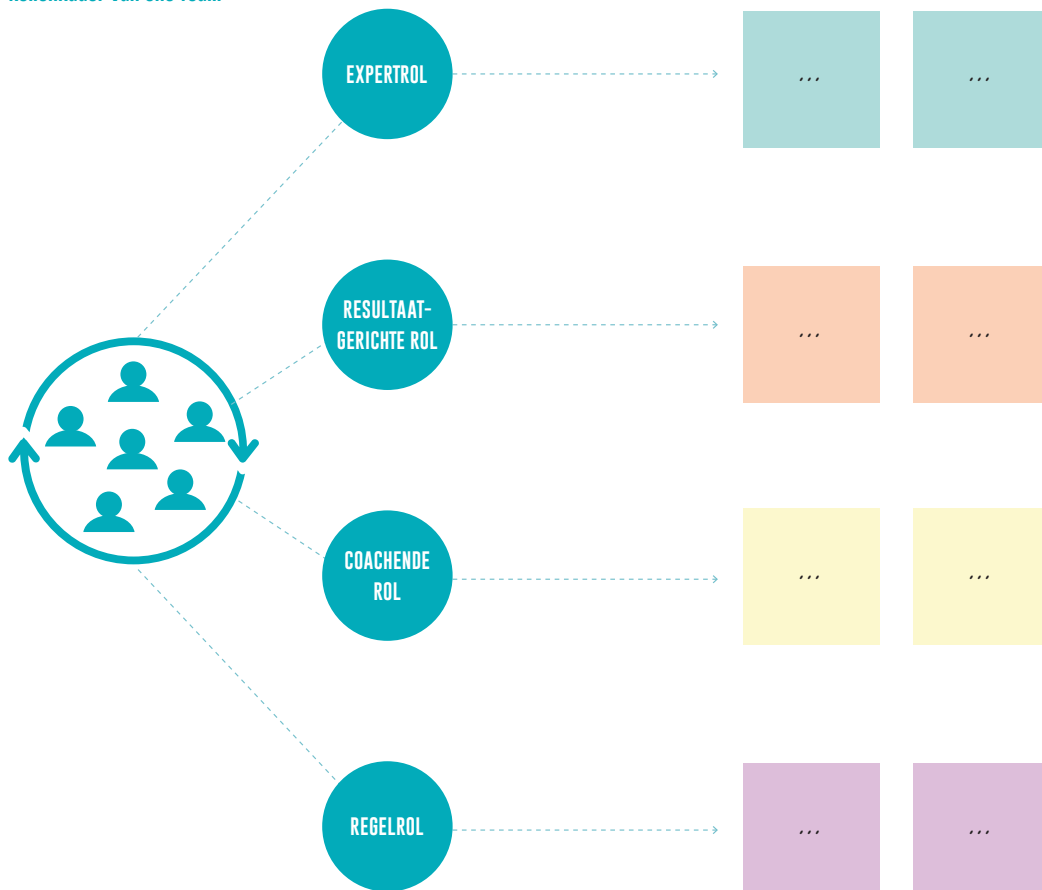 EXPERTROL
... ...
RESULTAAT-
GERICHTE ROL
... ...
COACHENDE
ROL
... ...
REGELROL
... ...